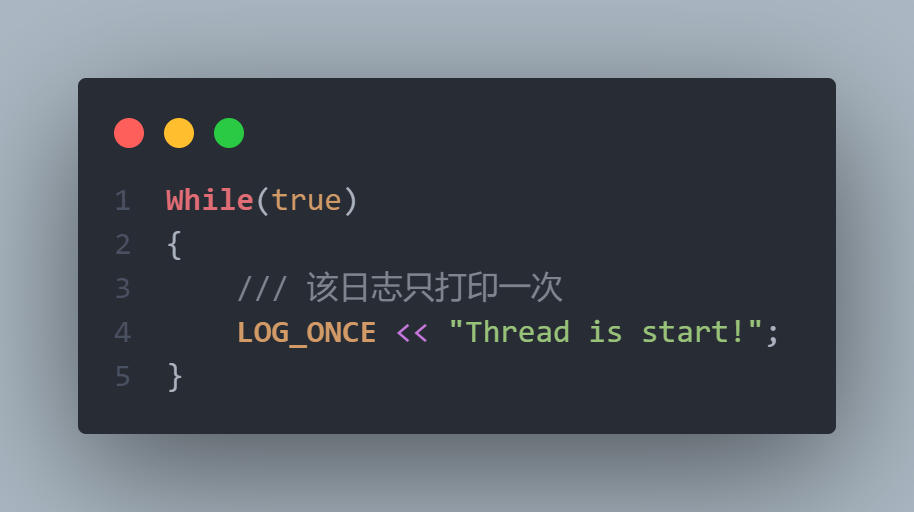 1 While(true)
2 {
3 /// 该日志只打印一次
4 LOG_ONCE << "Thread is start!";
5 }